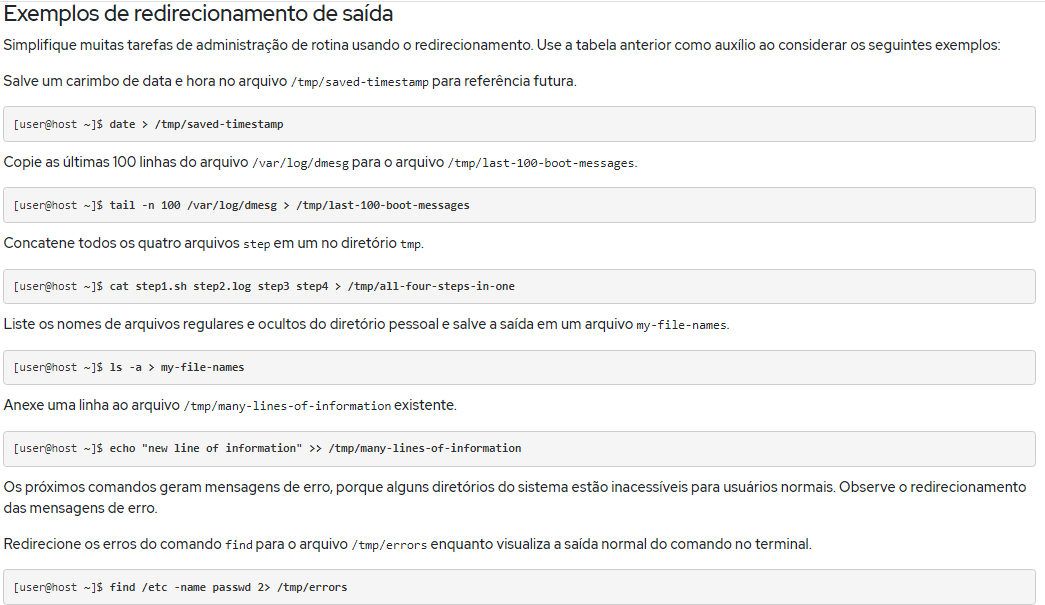 Exemplos de redirecionamento de saída
Simplifique muitas tarefas de administração de rotina usando o redirecionamento. Use a tabela anterior como auxílio ao considerar os seguintes exemplos:
Salve um carimbo de data e hora no arquivo /tmp/saved-timestamp para referência futura.
[user@host ~]$ date > /tmp/saved-timestamp
Copie as últimas 100 linhas do arquivo /var/log/dmesg para o arquivo /tmp/last-100-boot-messages.
[user@host ~]$ tail -n 100 /var/log/dmesg > /tmp/last-100-boot-messages
Concatene todos os quatro arquivos step em um no diretório tmp.
[user@host ~]$ cat step1.sh step2.log step3 step4 > /tmp/all-four-steps-in-one
Liste os nomes de arquivos regulares e ocultos do diretório pessoal e salve a saída em um arquivo my-file-names.
[user@host ~]$ ls -a > my-file-names
Anexe uma linha ao arquivo /tmp/many-lines-of-information existente.
[user@host ~]$ echo "new line of information" >> /tmp/many-lines-of-information
Os próximos comandos geram mensagens de erro, porque alguns diretórios do sistema estão inacessíveis para usuários normais. Observe o redirecionamento
das mensagens de erro.
Redirecione os erros do comando find para o arquivo /tmp/errors enquanto visualiza a saída normal do comando no terminal.
[user@host ~]$ find /etc -name passwd 2> /tmp/errors